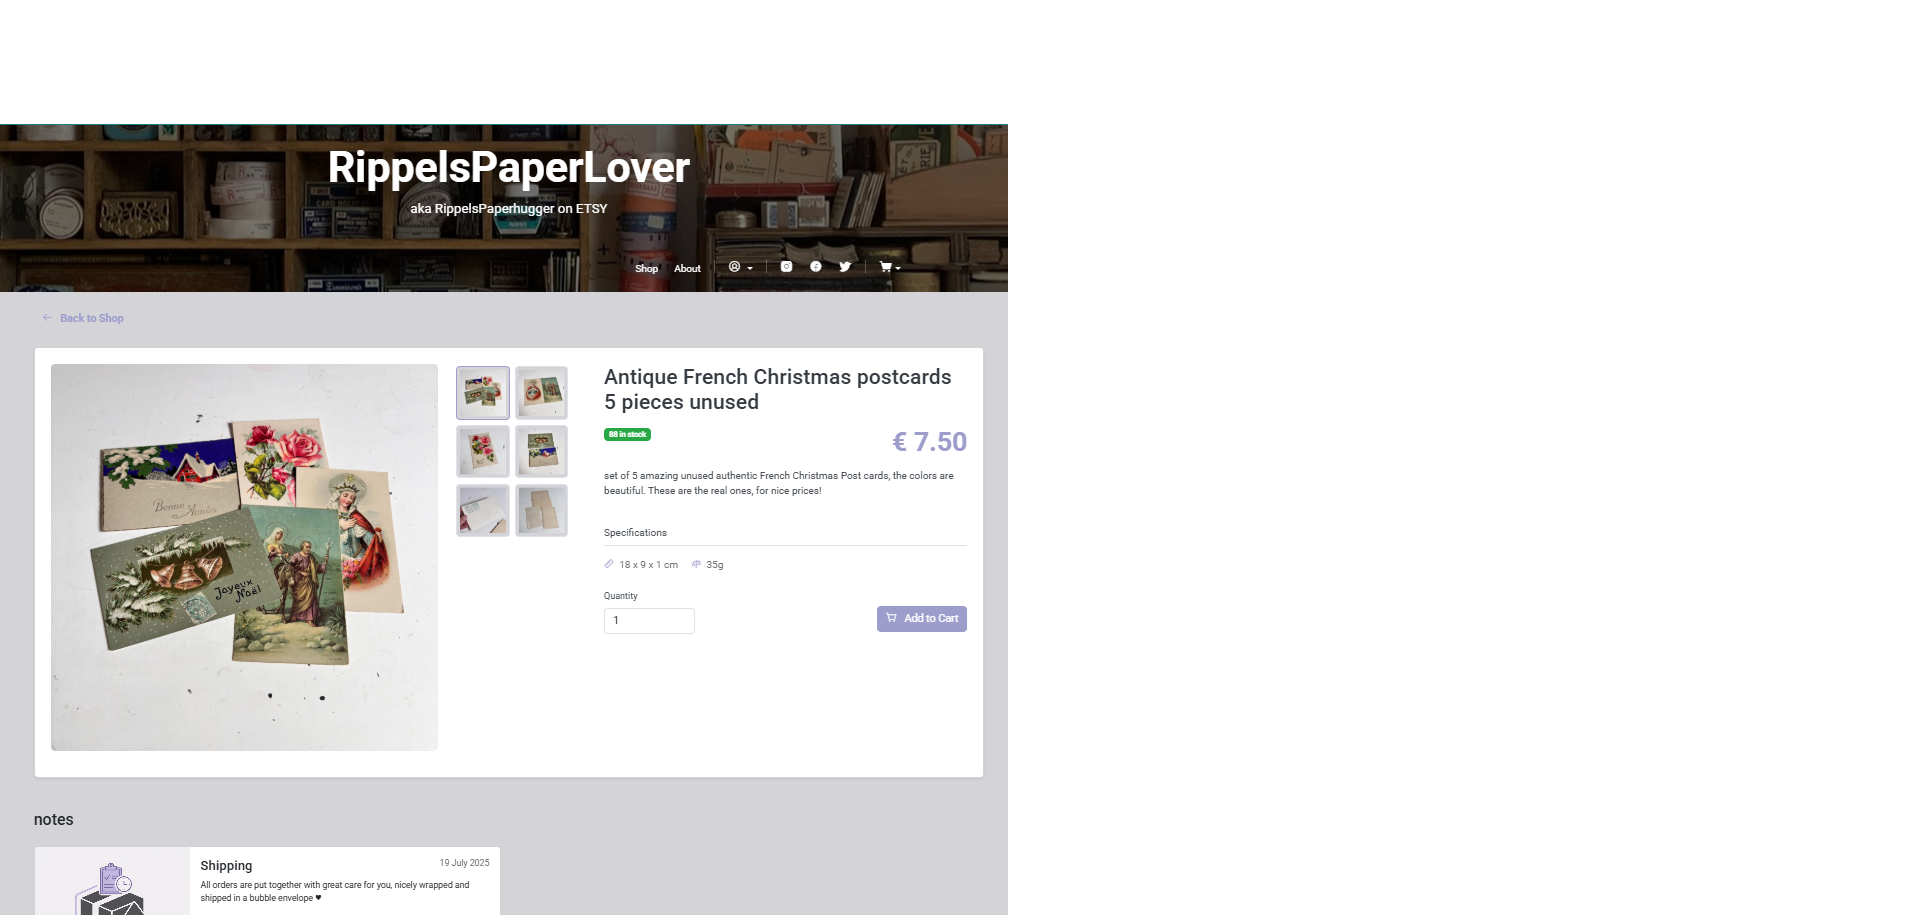 RippelsPaperLover
aka RippelsPaperhugger on ETSY
Shop About
Back to Shop
Antique French Christmas postcards
5 pieces unused
88 in stock
€ 7.50
set of 5 amazing unused authentic French Christmas Post cards, the colors are
beautiful. These are the real ones, for nice prices!
Specifications
18 x 9 x 1 cm 35g
Quantity
1
Add to Cart
Bonne Année
Joyeux
Noël
notes
Shipping
19 July 2025
All orders are put together with great care for you, nicely wrapped and
shipped in a bubble envelope ♥